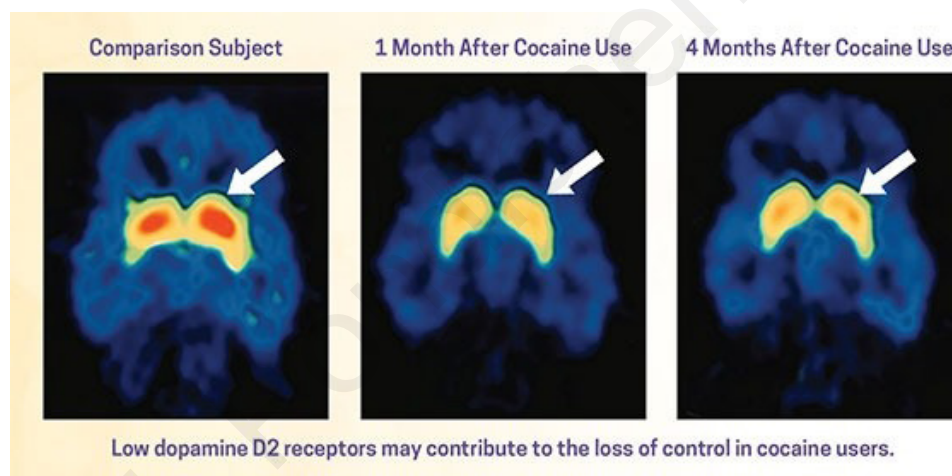 Comparison Subject
1 Month After Cocaine Use
4 Months After Cocaine Use
Low dopamine D2 receptors may contribute to the loss of control in cocaine users.